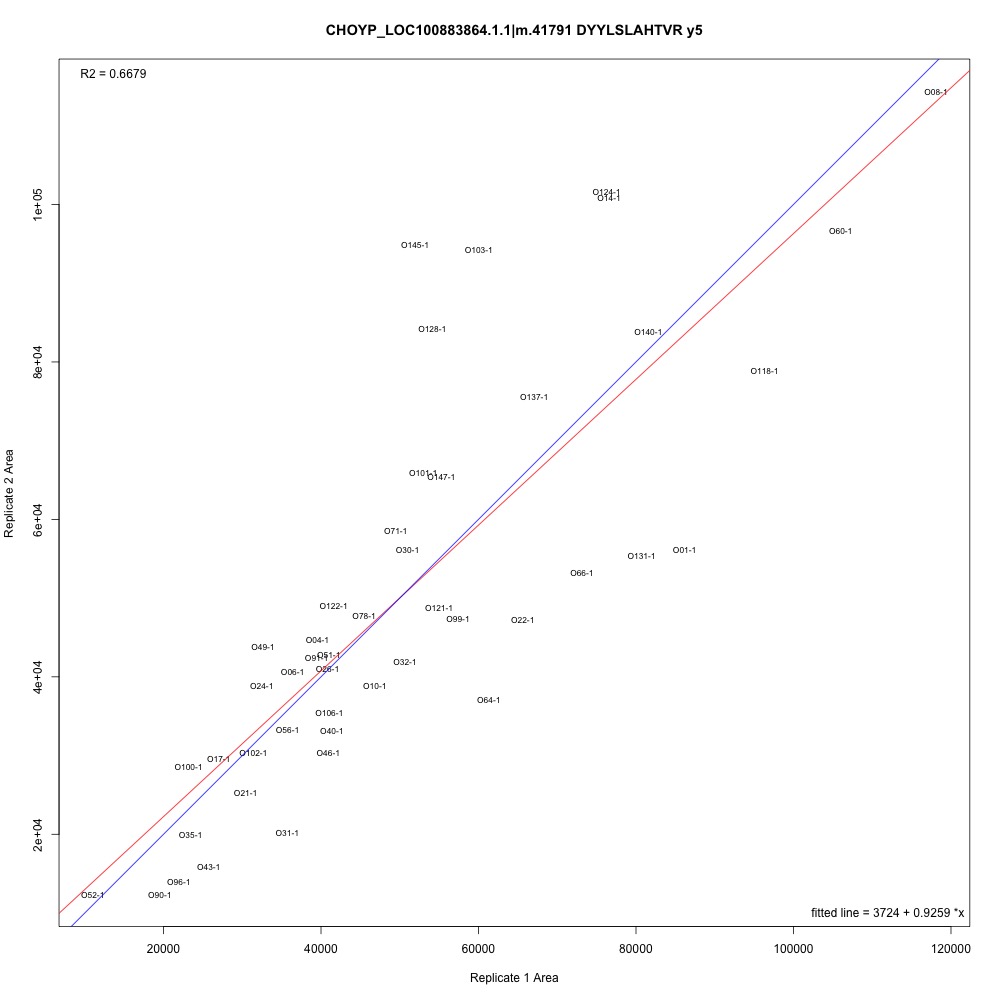 CHOYP_LOC100883864.1.1|m.41791 DYYLSLAHTVR y5
R2 = 0.6679
O08-1
O124-1
O14-1
O60-1
O145-1
O103-1
O128-1
O140-1
O118-1
O137-1
O101-1
O147-1
O71-1
O30-1
O01-1
O131-1
O66-1
O122-1
O121-1
O78-1
O99-1
O22-1
O04-1
O49-1
O51-1
O91-1
O32-1
O26-1
O06-1
O24-1
O10-1
O64-1
O106-1
O56-1
O40-1
O102-1
O46-1
O17-1
O100-1
O21-1
O35-1
O31-1
O43-1
O96-1
O52-1
O90-1
fitted line = 3724 + 0.9259 *x
1e+05
8e+04
6e+04
4e+04
2e+04
Replicate 2 Area
20000 40000 60000 80000 100000 120000
Replicate 1 Area